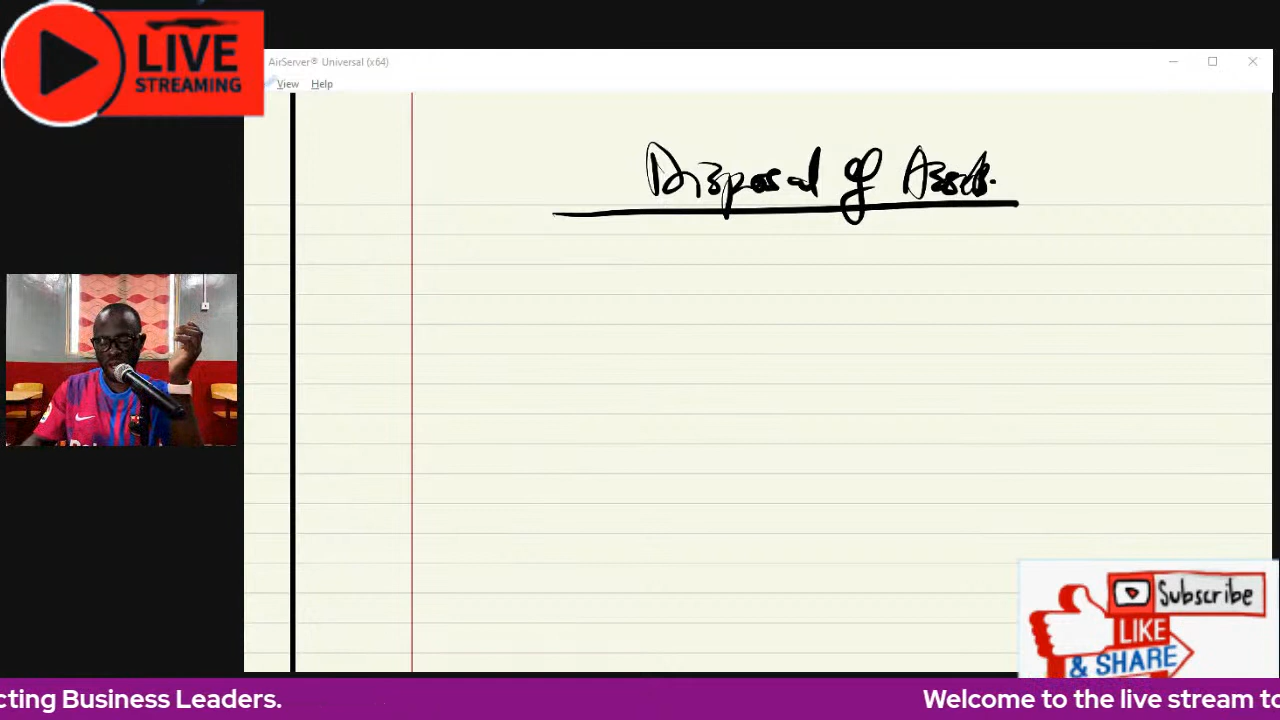 LIVE
STREAMING
AirServer® Universal (x64)
View Help
Disposal of Assets.
Subscribe
LIKE
& SHARE
cting Business Leaders.
Welcome to the live stream to